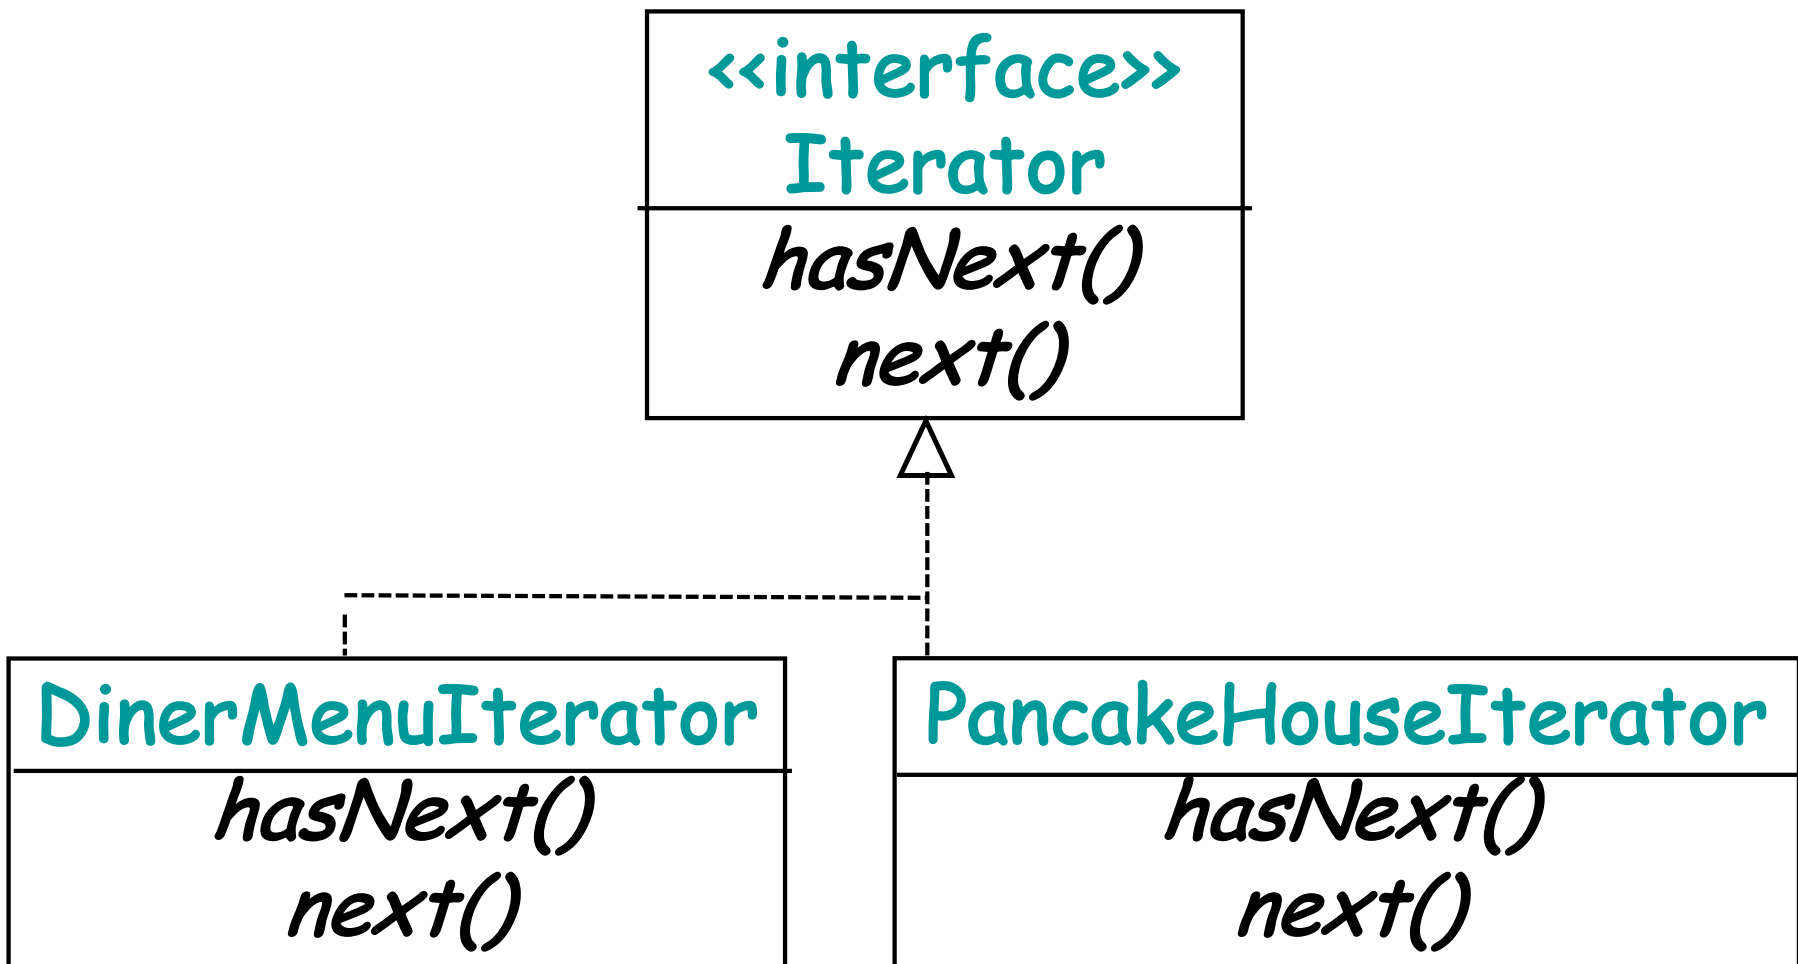 <<interface>>
Iterator
hasNext()
next()
DinerMenuIterator
hasNext()
next()
PancakeHouseIterator
hasNext()
next()